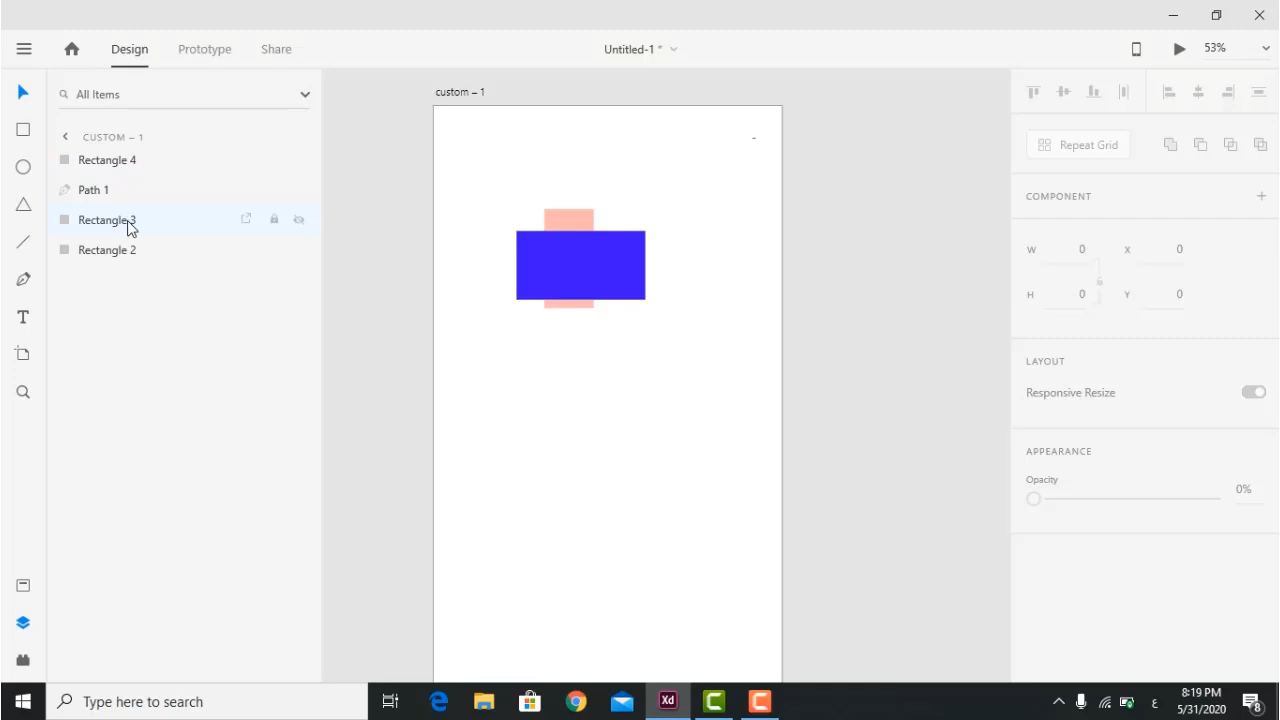 Design Prototype Share Untitled-1 * 53%
All Items
CUSTOM – 1
Rectangle 4
Path 1
Rectangle 3
Rectangle 2
custom – 1
-
Repeat Grid
COMPONENT
W 0 X 0
H 0 Y 0
LAYOUT
Responsive Resize
APPEARANCE
Opacity
0%
T
Type here to search
Xd
ع
8:19 PM
5/31/2020
8